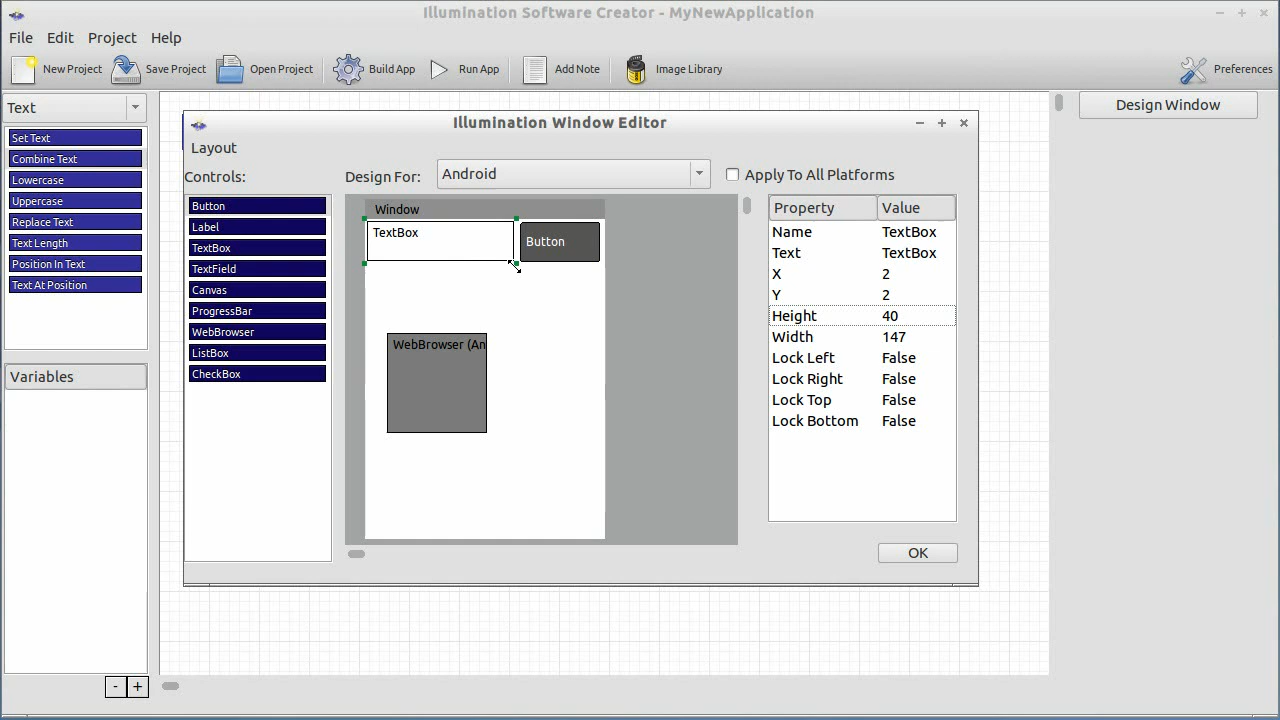 Illumination Software Creator - MyNewApplication
File Edit Project Help
New Project Save Project Open Project Build App Run App Add Note Image Library Preferences
Text
Set Text
Combine Text
Lowercase
Uppercase
Replace Text
Text Length
Position In Text
Text At Position
Variables
- +
Illumination Window Editor
Layout
Controls:
Button
Label
TextBox
TextField
Canvas
ProgressBar
WebBrowser
ListBox
CheckBox
Design For: Android
Apply To All Platforms
Window
TextBox
Button
WebBrowser (An
Property Value
Name TextBox
Text TextBox
X 2
Y 2
Height 40
Width 147
Lock Left False
Lock Right False
Lock Top False
Lock Bottom False
OK
Design Window